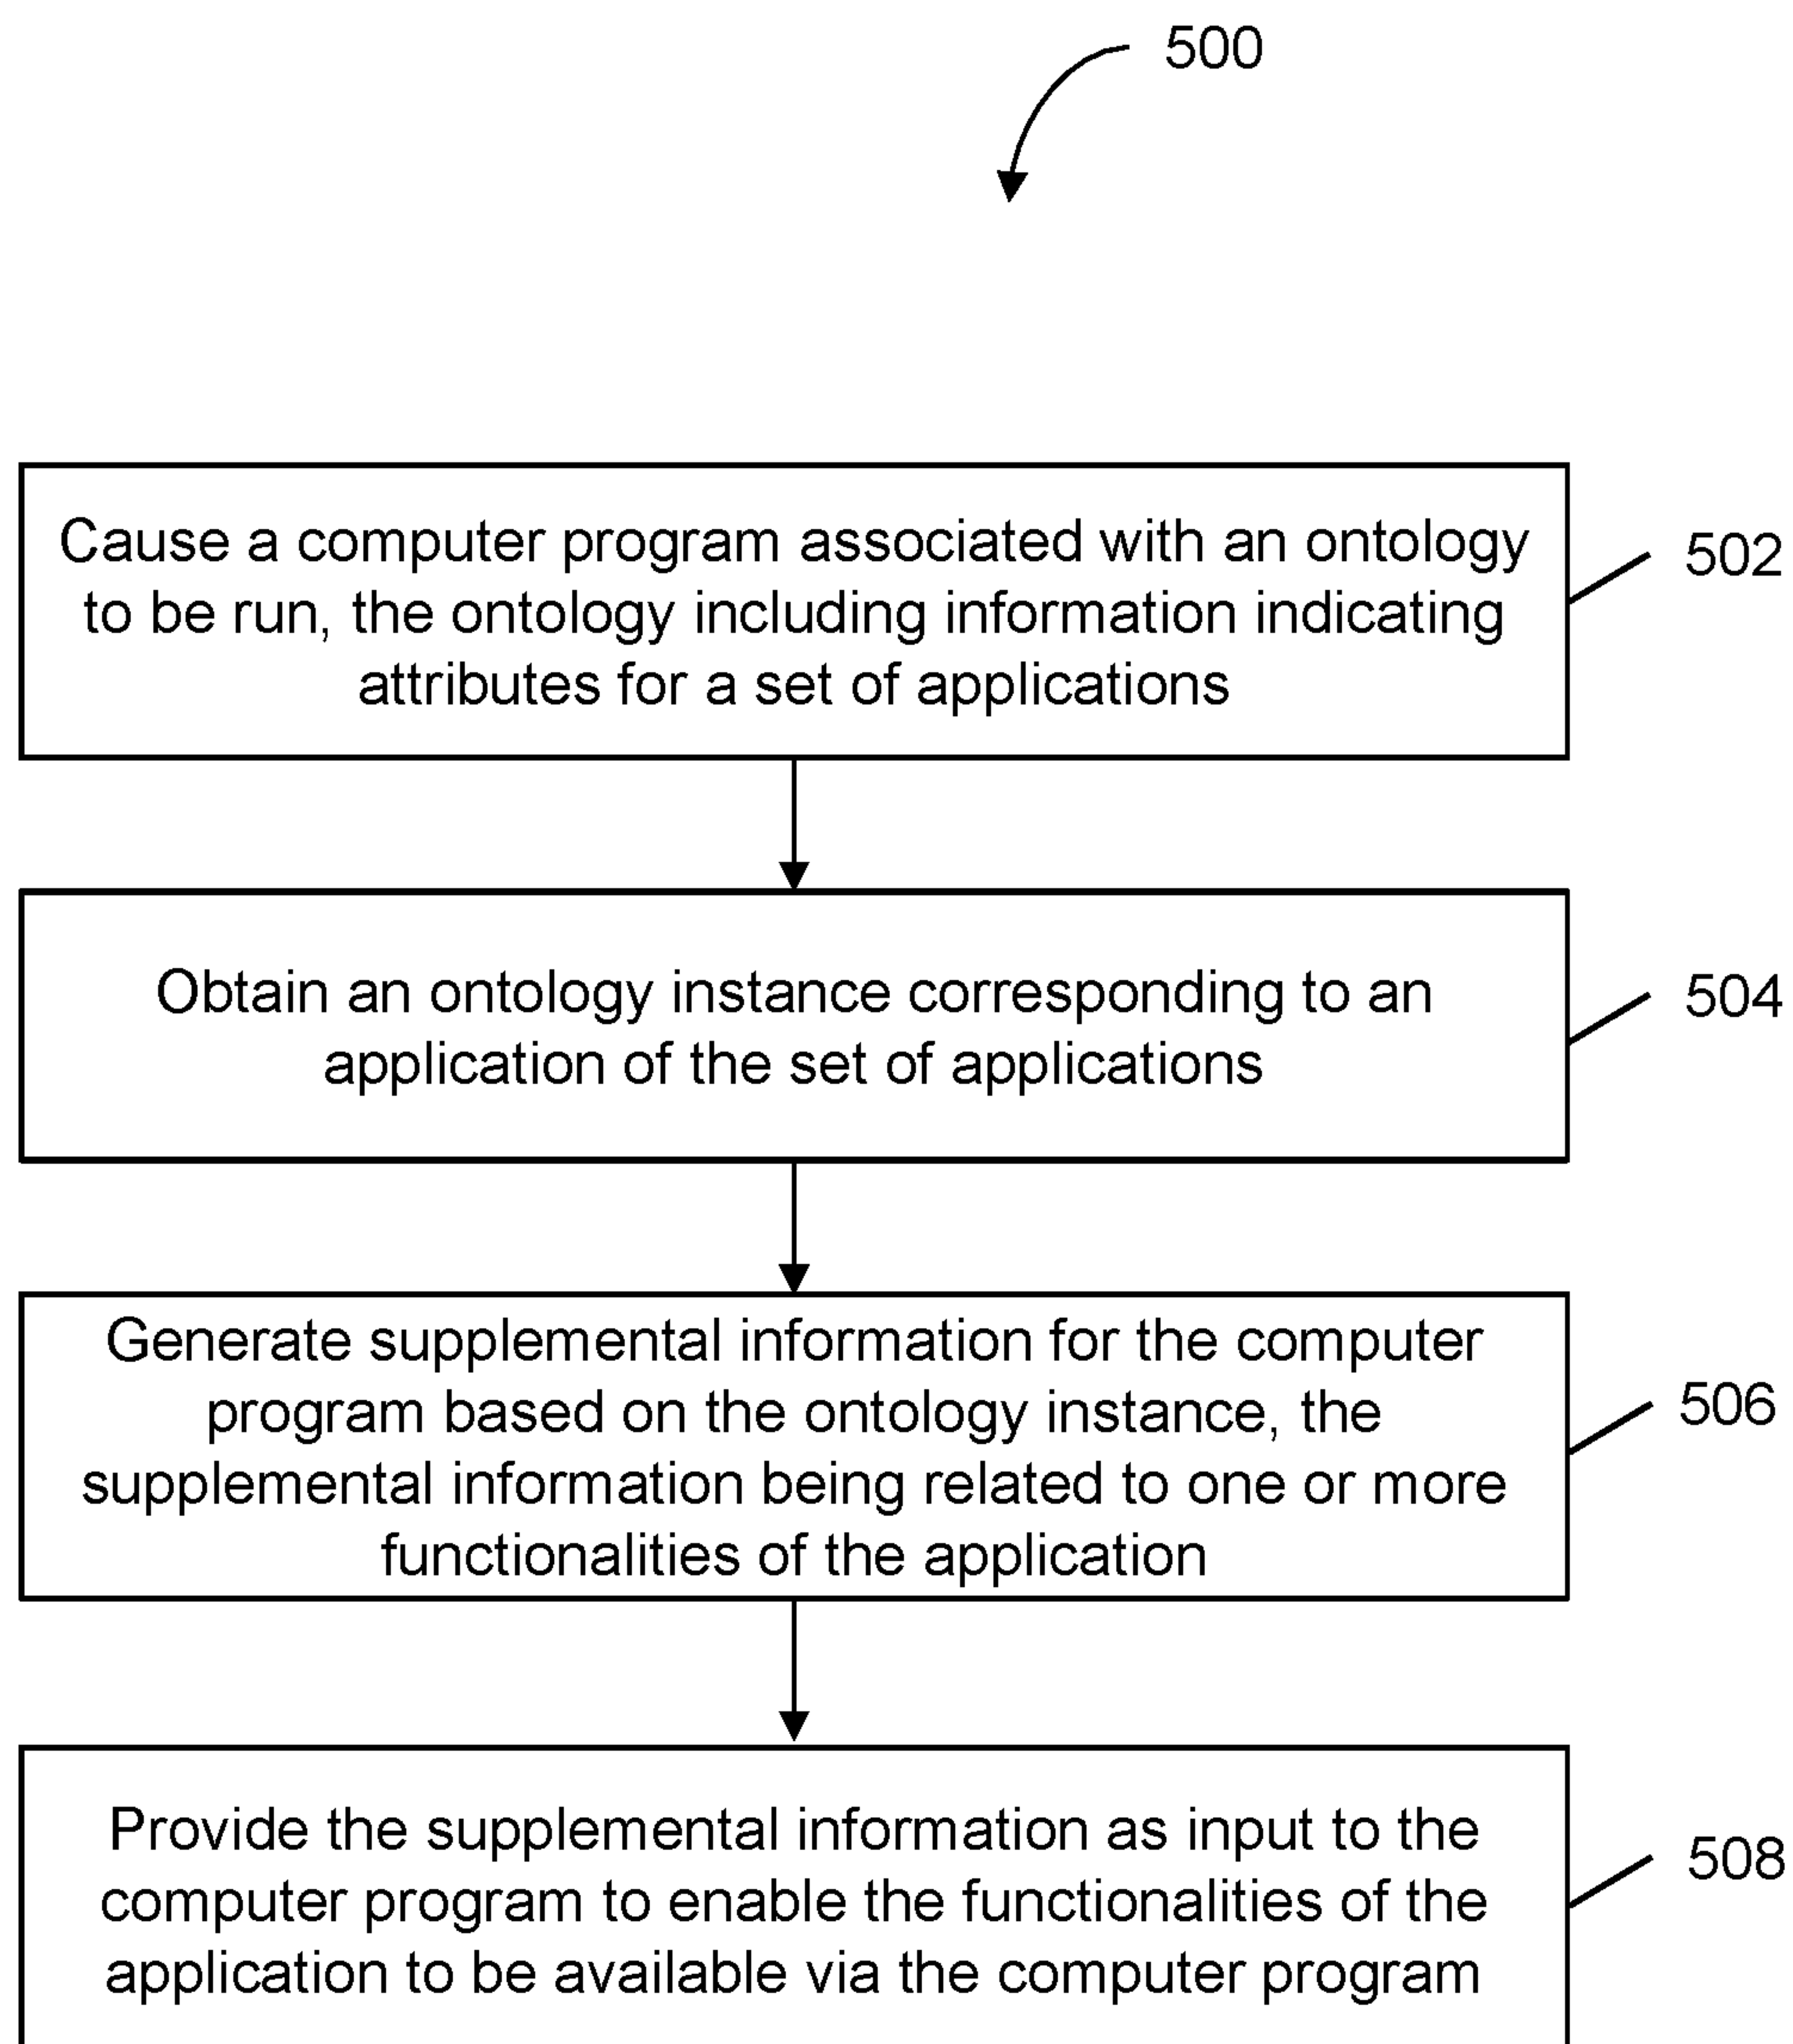 500
Cause a computer program associated with an ontology
to be run, the ontology including information indicating
attributes for a set of applications
502
Obtain an ontology instance corresponding to an
application of the set of applications
504
Generate supplemental information for the computer
program based on the ontology instance, the
supplemental information being related to one or more
functionalities of the application
506
Provide the supplemental information as input to the
computer program to enable the functionalities of the
application to be available via the computer program
508